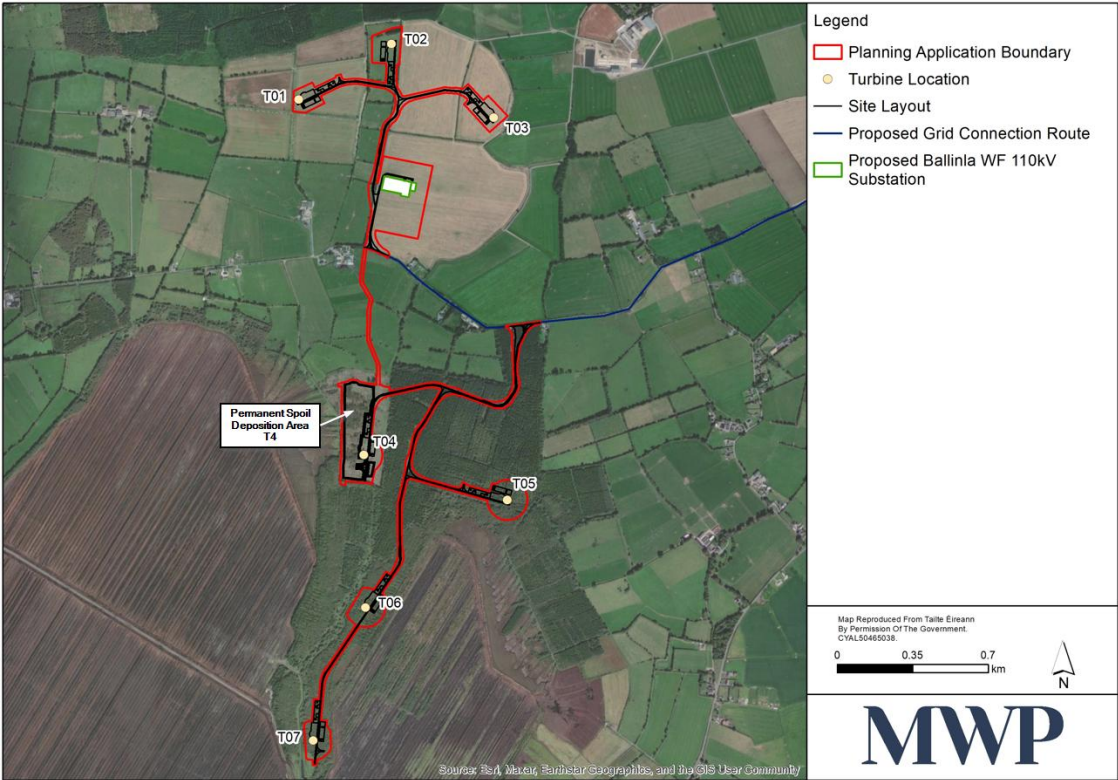 T02
T01
T03
Permanent Spoil
Deposition Area
T4
T04
T05
T06
T07
Source: Esri, Maxar, Earthstar Geographics, and the GIS User Community
Legend
Planning Application Boundary
Turbine Location
Site Layout
Proposed Grid Connection Route
Proposed Ballinla WF 110kV
Substation
Map Reproduced From Tailte Éireann
By Permission Of The Government.
CYAL50465038.
0 0.35 0.7
km
N
MWP